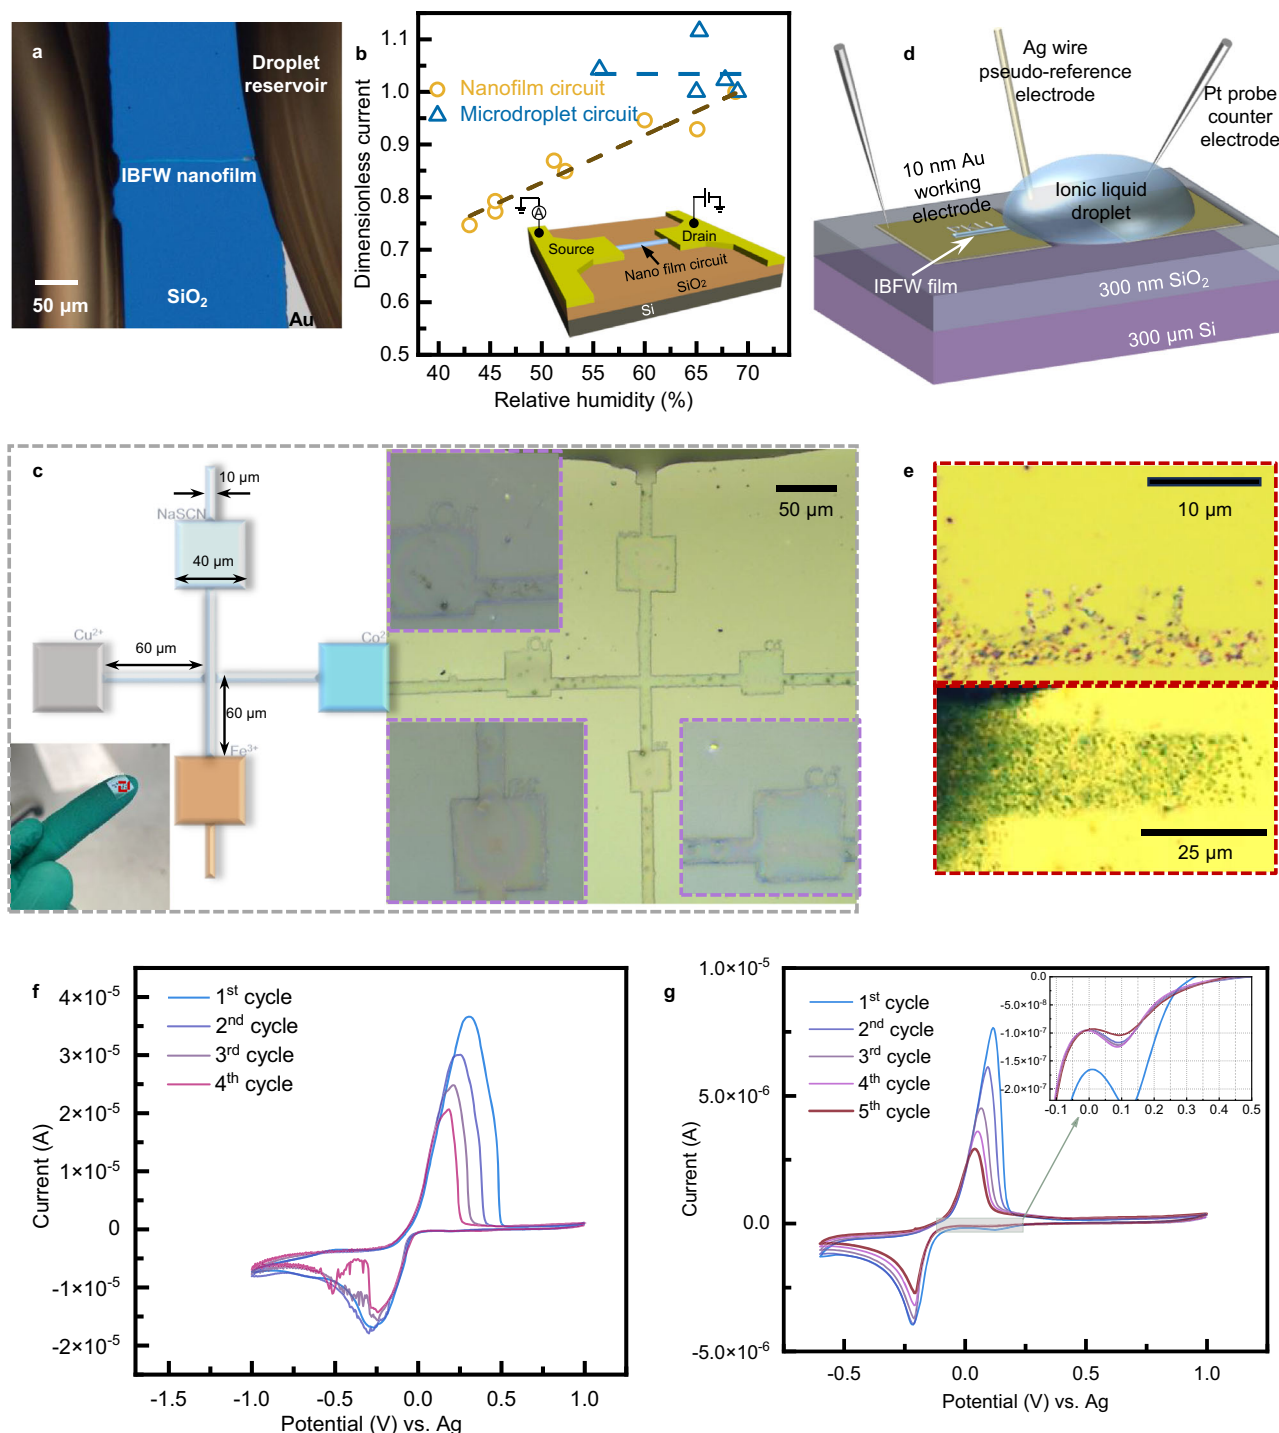 a
Droplet
reservoir
IBFW nanofilm
50 µm
SiO₂
Au
b
Nanofilm circuit
Microdroplet circuit
Dimensionless current
1.1
1.0
0.9
0.8
0.7
0.6
0.5
40 45 50 55 60 65 70
Relative humidity (%)
A
Source
Drain
Nano film circuit
SiO₂
Si
d
Ag wire
pseudo-reference
electrode
Pt probe
counter
electrode
10 nm Au
working
electrode
Ionic liquid
droplet
IBFW film
300 nm SiO₂
300 µm Si
c
10 µm
NaSCN
40 µm
Cu²⁺
60 µm
Co²
60 µm
Fe³⁺
50 µm
e
10 µm
25 µm
f
1ˢᵗ cycle
2ⁿᵈ cycle
3ʳᵈ cycle
4ᵗʰ cycle
Current (A)
4×10⁻⁵
3×10⁻⁵
2×10⁻⁵
1×10⁻⁵
0
-1×10⁻⁵
-2×10⁻⁵
-1.5 -1.0 -0.5 0.0 0.5 1.0
Potential (V) vs. Ag
g
1ˢᵗ cycle
2ⁿᵈ cycle
3ʳᵈ cycle
4ᵗʰ cycle
5ᵗʰ cycle
Current (A)
1.0×10⁻⁵
5.0×10⁻⁶
0.0
-5.0×10⁻⁶
-0.5 0.0 0.5 1.0
Potential (V) vs. Ag
0.0
-5.0×10⁻⁸
-1.0×10⁻⁷
-1.5×10⁻⁷
-2.0×10⁻⁷
-0.1 0.0 0.1 0.2 0.3 0.4 0.5